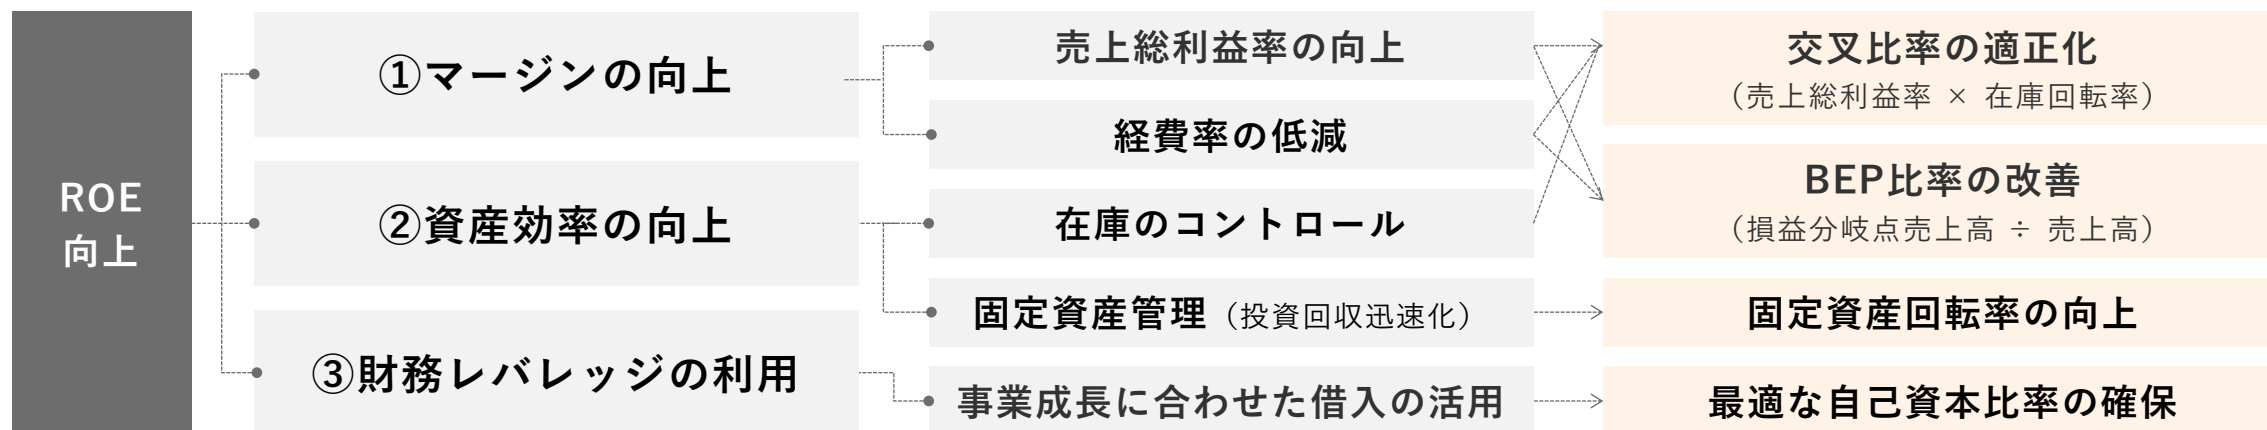 ROE
向上
①マージンの向上
②資産効率の向上
③財務レバレッジの利用
売上総利益率の向上
経費率の低減
在庫のコントロール
固定資産管理（投資回収迅速化）
事業成長に合わせた借入の活用
交叉比率の適正化
（売上総利益率 × 在庫回転率）
BEP比率の改善
（損益分岐点売上高 ÷ 売上高）
固定資産回転率の向上
最適な自己資本比率の確保